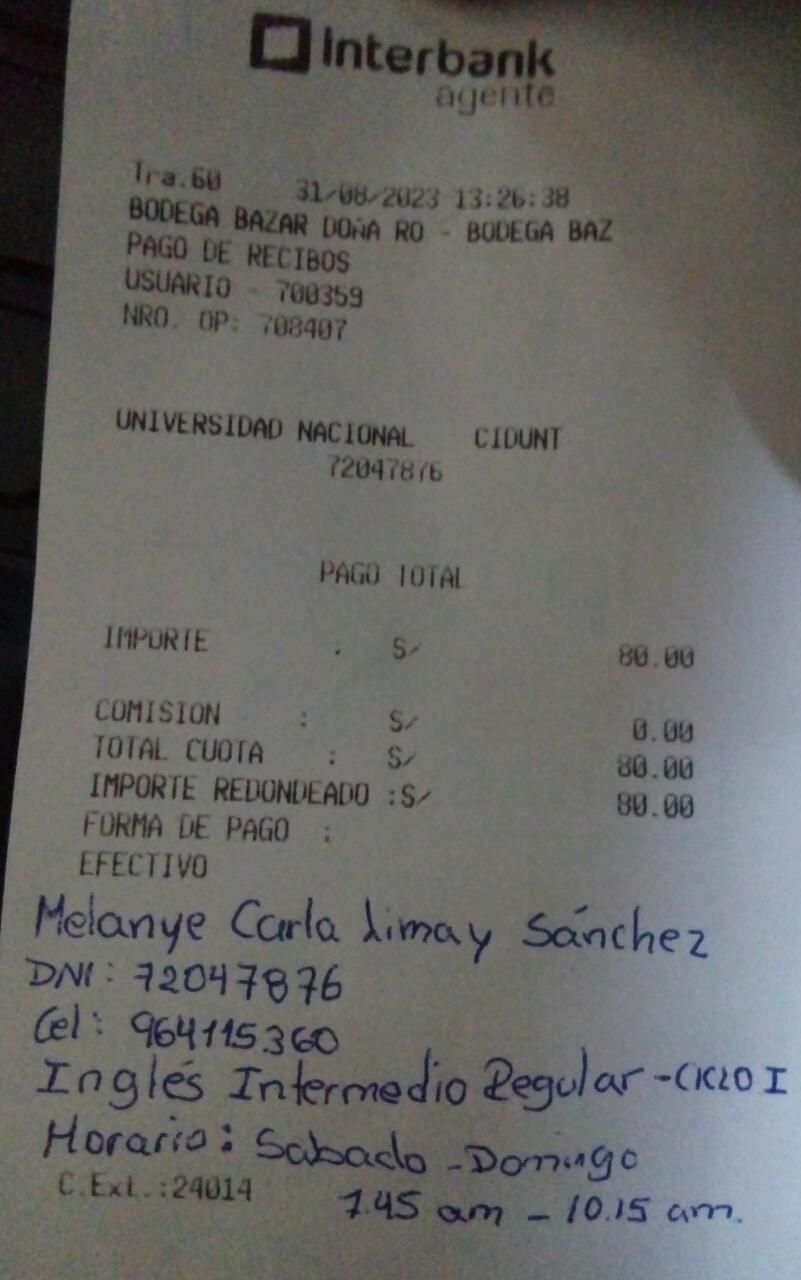 Interbank
agente
Tra.60 31/08/2023 13:26:38
BODEGA BAZAR DOÑA RO - BODEGA BAZ
PAGO DE RECIBOS
USUARIO - 700359
NRO. OP: 708407
UNIVERSIDAD NACIONAL CIDUNT
72047876
PAGO TOTAL
IMPORTE : S/ 80.00
COMISION : S/ 0.00
TOTAL CUOTA : S/ 80.00
IMPORTE REDONDEADO :S/ 80.00
FORMA DE PAGO :
EFECTIVO
Melanye Carla Limay Sánchez
DNI: 72047876
Cel: 964115360
Inglés Intermedio Regular - CICLO I
Horario: Sabado - Domingo
C.Ext.:24014 7.45 am - 10.15 am.